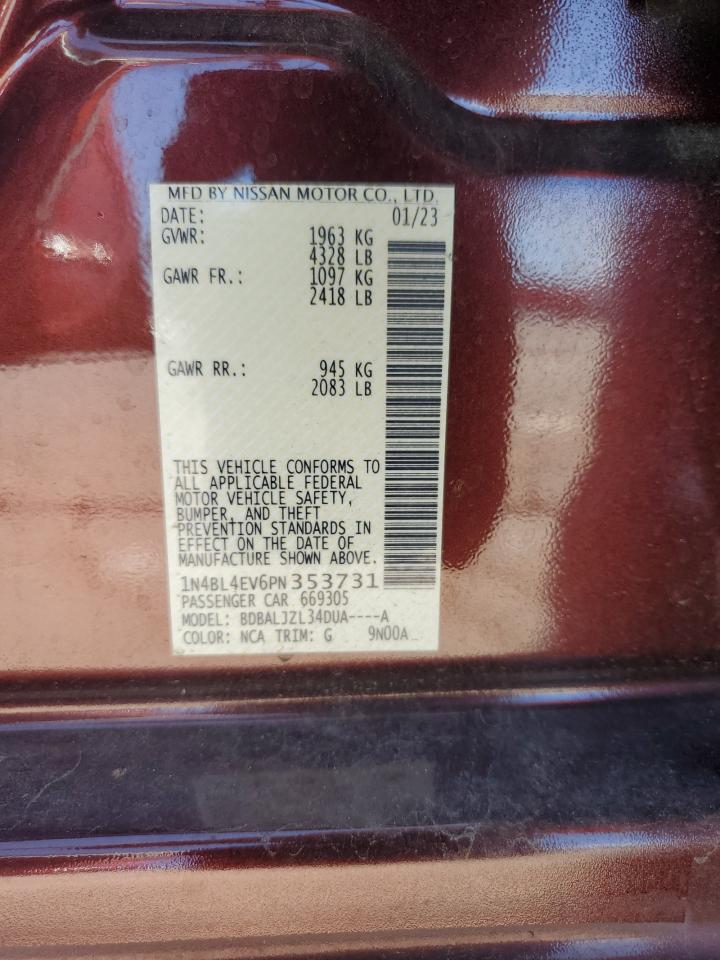 MFD BY NISSAN MOTOR CO., LTD.
DATE: 01/23
GVWR: 1963 KG
4328 LB
GAWR FR.: 1097 KG
2418 LB
GAWR RR.: 945 KG
2083 LB
THIS VEHICLE CONFORMS TO
ALL APPLICABLE FEDERAL
MOTOR VEHICLE SAFETY,
BUMPER, AND THEFT
PREVENTION STANDARDS IN
EFFECT ON THE DATE OF
MANUFACTURE SHOWN ABOVE.
1N4BL4EV6PN353731
PASSENGER CAR 669305
MODEL: BDBALJZL34DUA----A
COLOR: NCA TRIM: G 9N00A